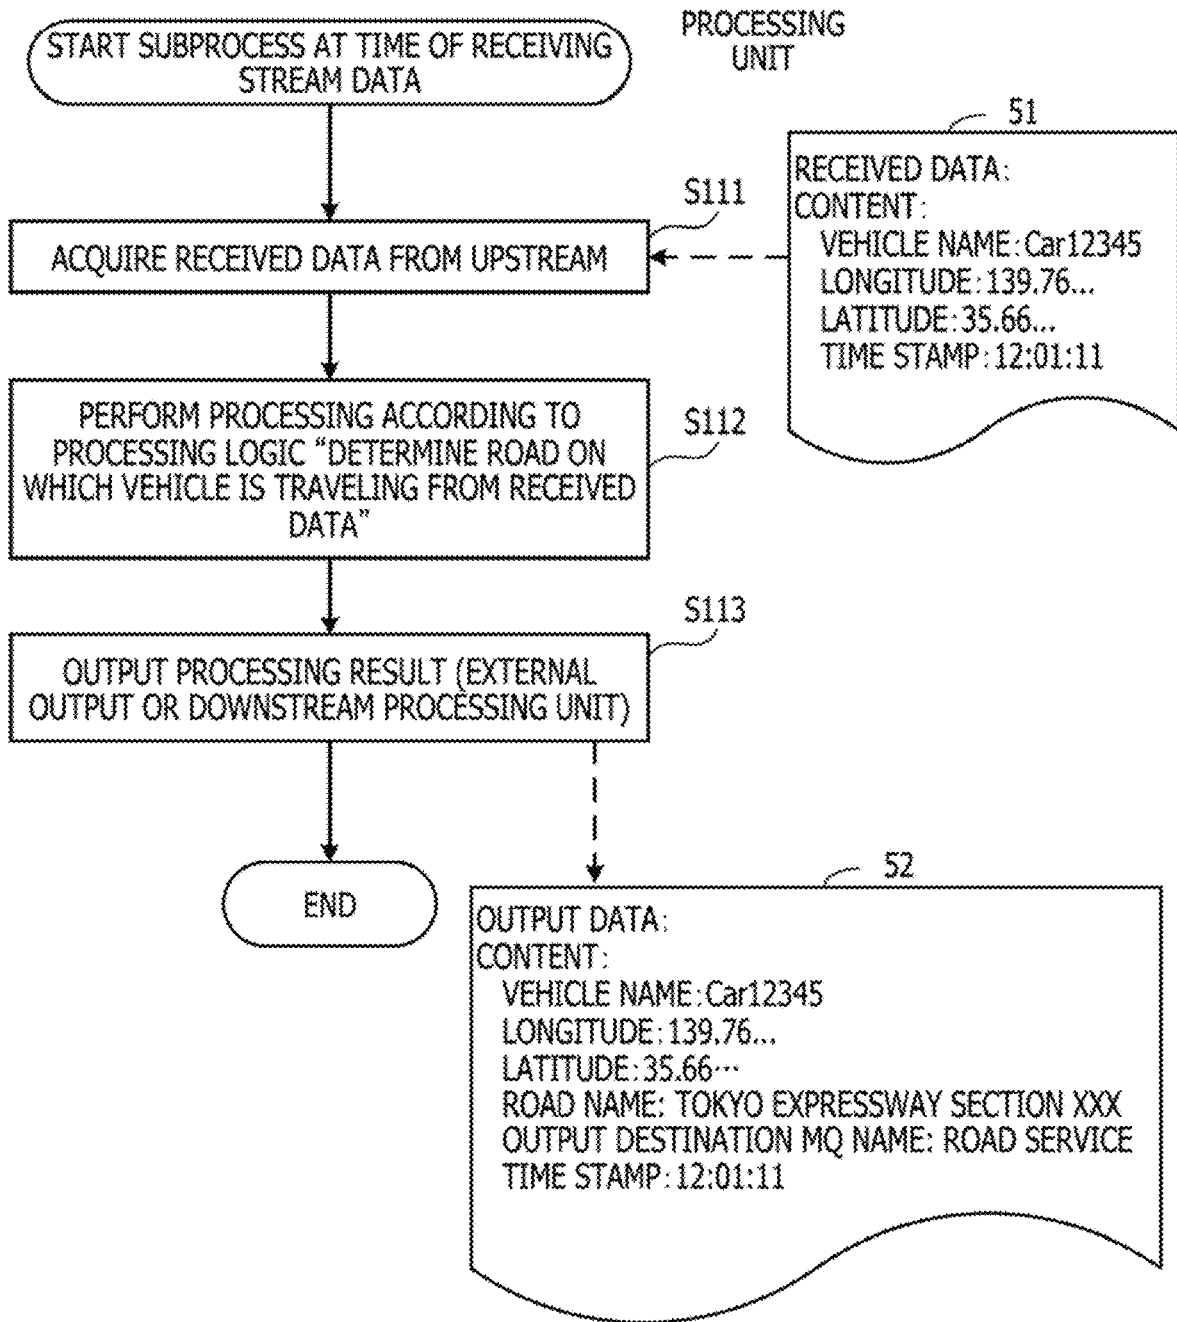 START SUBPROCESS AT TIME OF RECEIVING
STREAM DATA
PROCESSING
UNIT
51
RECEIVED DATA:
CONTENT:
VEHICLE NAME:Car12345
LONGITUDE:139.76...
LATITUDE:35.66...
TIME STAMP:12:01:11
S111
ACQUIRE RECEIVED DATA FROM UPSTREAM
S112
PERFORM PROCESSING ACCORDING TO
PROCESSING LOGIC “DETERMINE ROAD ON
WHICH VEHICLE IS TRAVELING FROM RECEIVED
DATA”
S113
OUTPUT PROCESSING RESULT (EXTERNAL
OUTPUT OR DOWNSTREAM PROCESSING UNIT)
END
52
OUTPUT DATA:
CONTENT:
VEHICLE NAME:Car12345
LONGITUDE:139.76...
LATITUDE:35.66···
ROAD NAME: TOKYO EXPRESSWAY SECTION XXX
OUTPUT DESTINATION MQ NAME: ROAD SERVICE
TIME STAMP:12:01:11